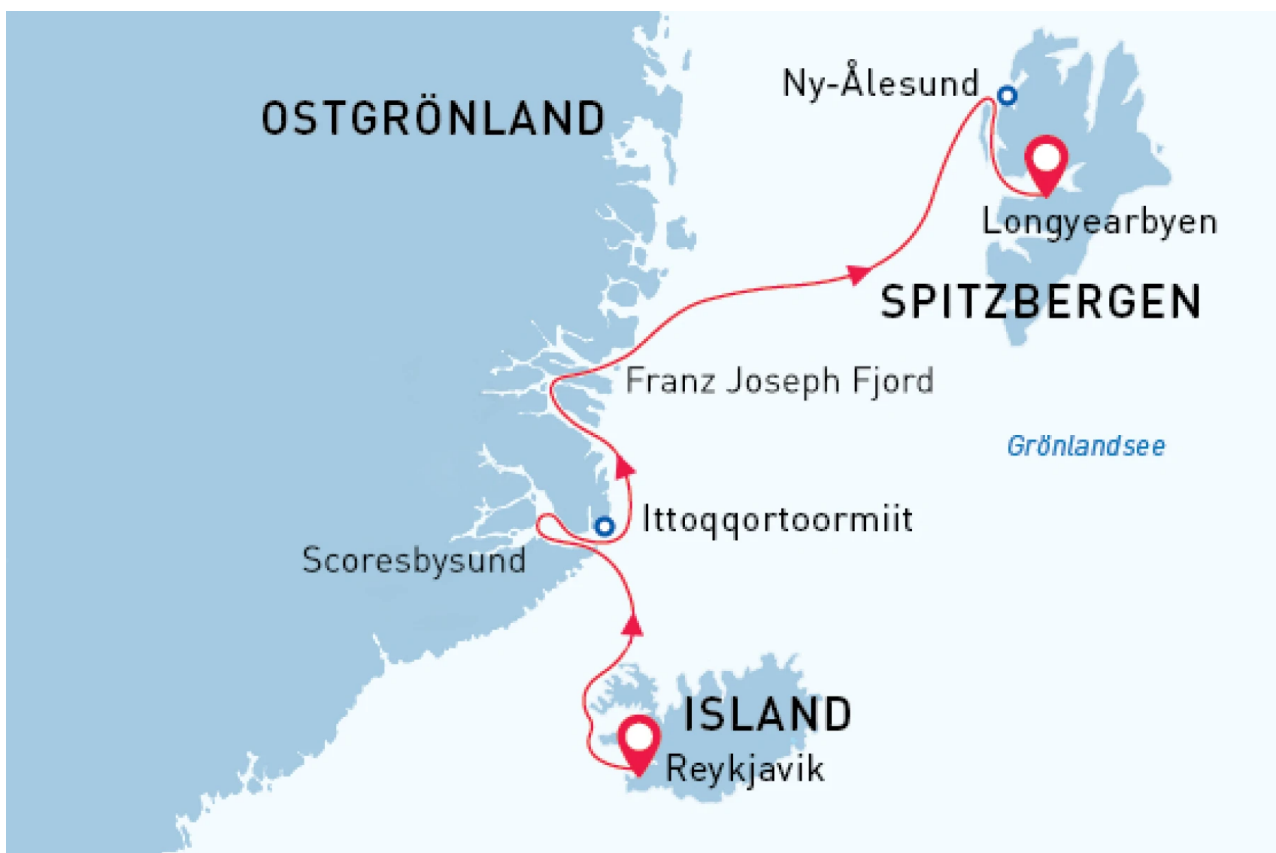 Ny-Ålesund
OSTGRÖNLAND
Longyearbyen
SPITZBERGEN
Franz Joseph Fjord
Grönlandsee
Ittoqqortoormiit
Scoresbysund
ISLAND
Reykjavik